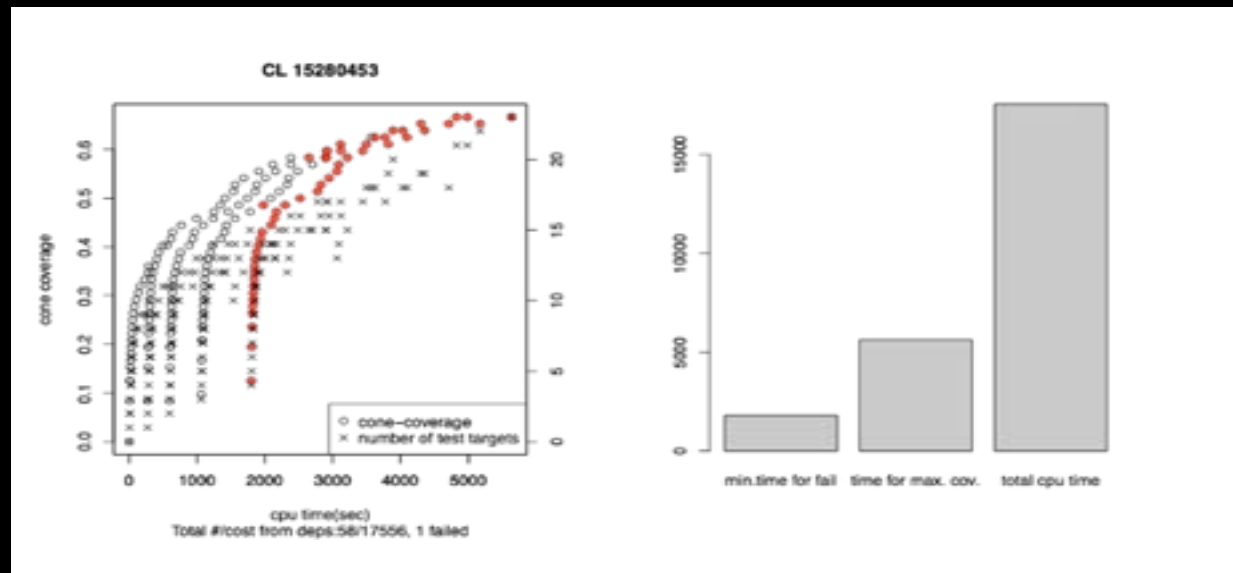 CL 15280453
cone coverage
0.0 0.1 0.2 0.3 0.4 0.5 0.6
0 5 10 15 20
cone-coverage
number of test targets
0 1000 2000 3000 4000 5000
cpu time(sec)
Total #/cost from deps:58/17556, 1 failed
0 5000 10000 15000
min.time for fail time for max. cov. total cpu time